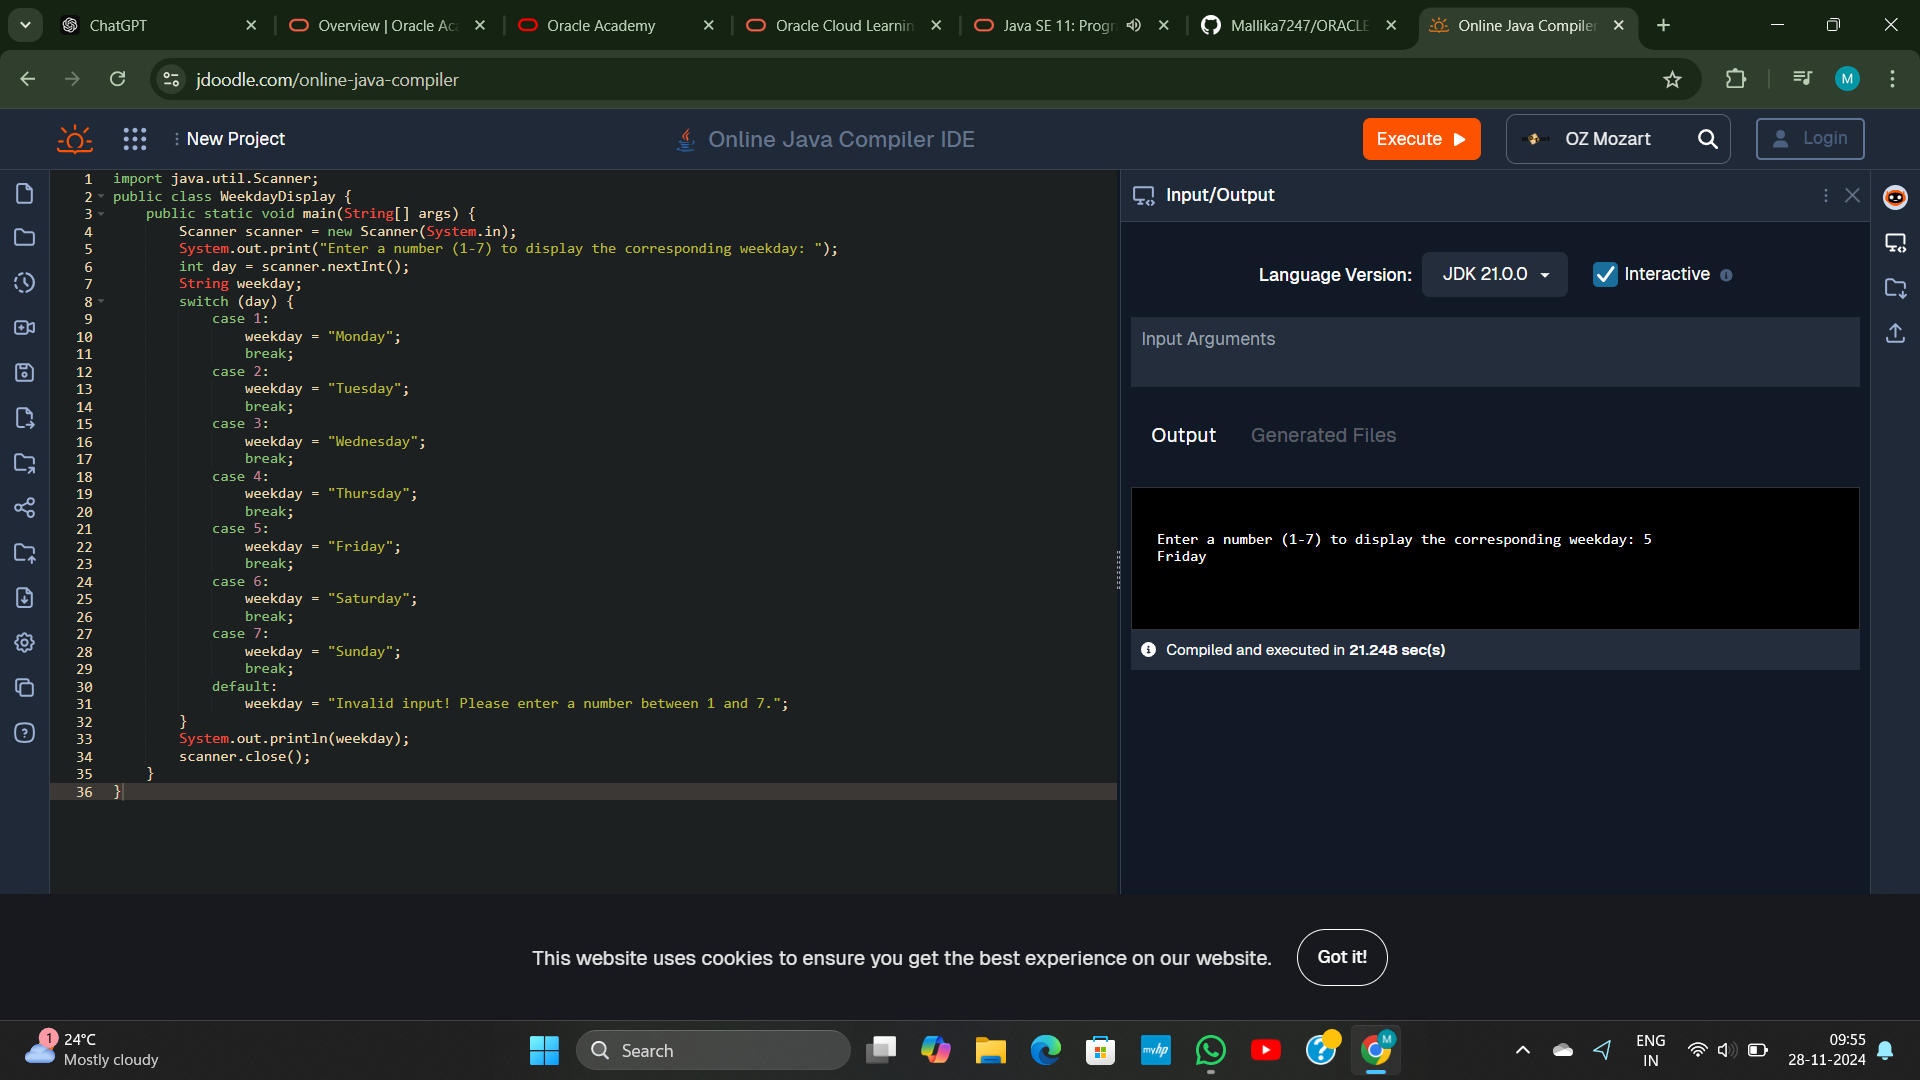 ChatGPT
Overview | Oracle Aca
Oracle Academy
Oracle Cloud Learnin
Java SE 11: Progr
Mallika7247/ORACLE
Online Java Compiler
jdoodle.com/online-java-compiler
M
New Project
Online Java Compiler IDE
Execute
OZ Mozart
Login
1 import java.util.Scanner;
2 public class WeekdayDisplay {
3 public static void main(String[] args) {
4 Scanner scanner = new Scanner(System.in);
5 System.out.print("Enter a number (1-7) to display the corresponding weekday: ");
6 int day = scanner.nextInt();
7 String weekday;
8 switch (day) {
9 case 1:
10 weekday = "Monday";
11 break;
12 case 2:
13 weekday = "Tuesday";
14 break;
15 case 3:
16 weekday = "Wednesday";
17 break;
18 case 4:
19 weekday = "Thursday";
20 break;
21 case 5:
22 weekday = "Friday";
23 break;
24 case 6:
25 weekday = "Saturday";
26 break;
27 case 7:
28 weekday = "Sunday";
29 break;
30 default:
31 weekday = "Invalid input! Please enter a number between 1 and 7.";
32 }
33 System.out.println(weekday);
34 scanner.close();
35 }
36 }
Input/Output
Language Version: JDK 21.0.0 Interactive
Input Arguments
Output Generated Files
Enter a number (1-7) to display the corresponding weekday: 5
Friday
Compiled and executed in 21.248 sec(s)
This website uses cookies to ensure you get the best experience on our website. Got it!
1
24°C
Mostly cloudy
Search
myhp
M
ENG
IN
09:55
28-11-2024